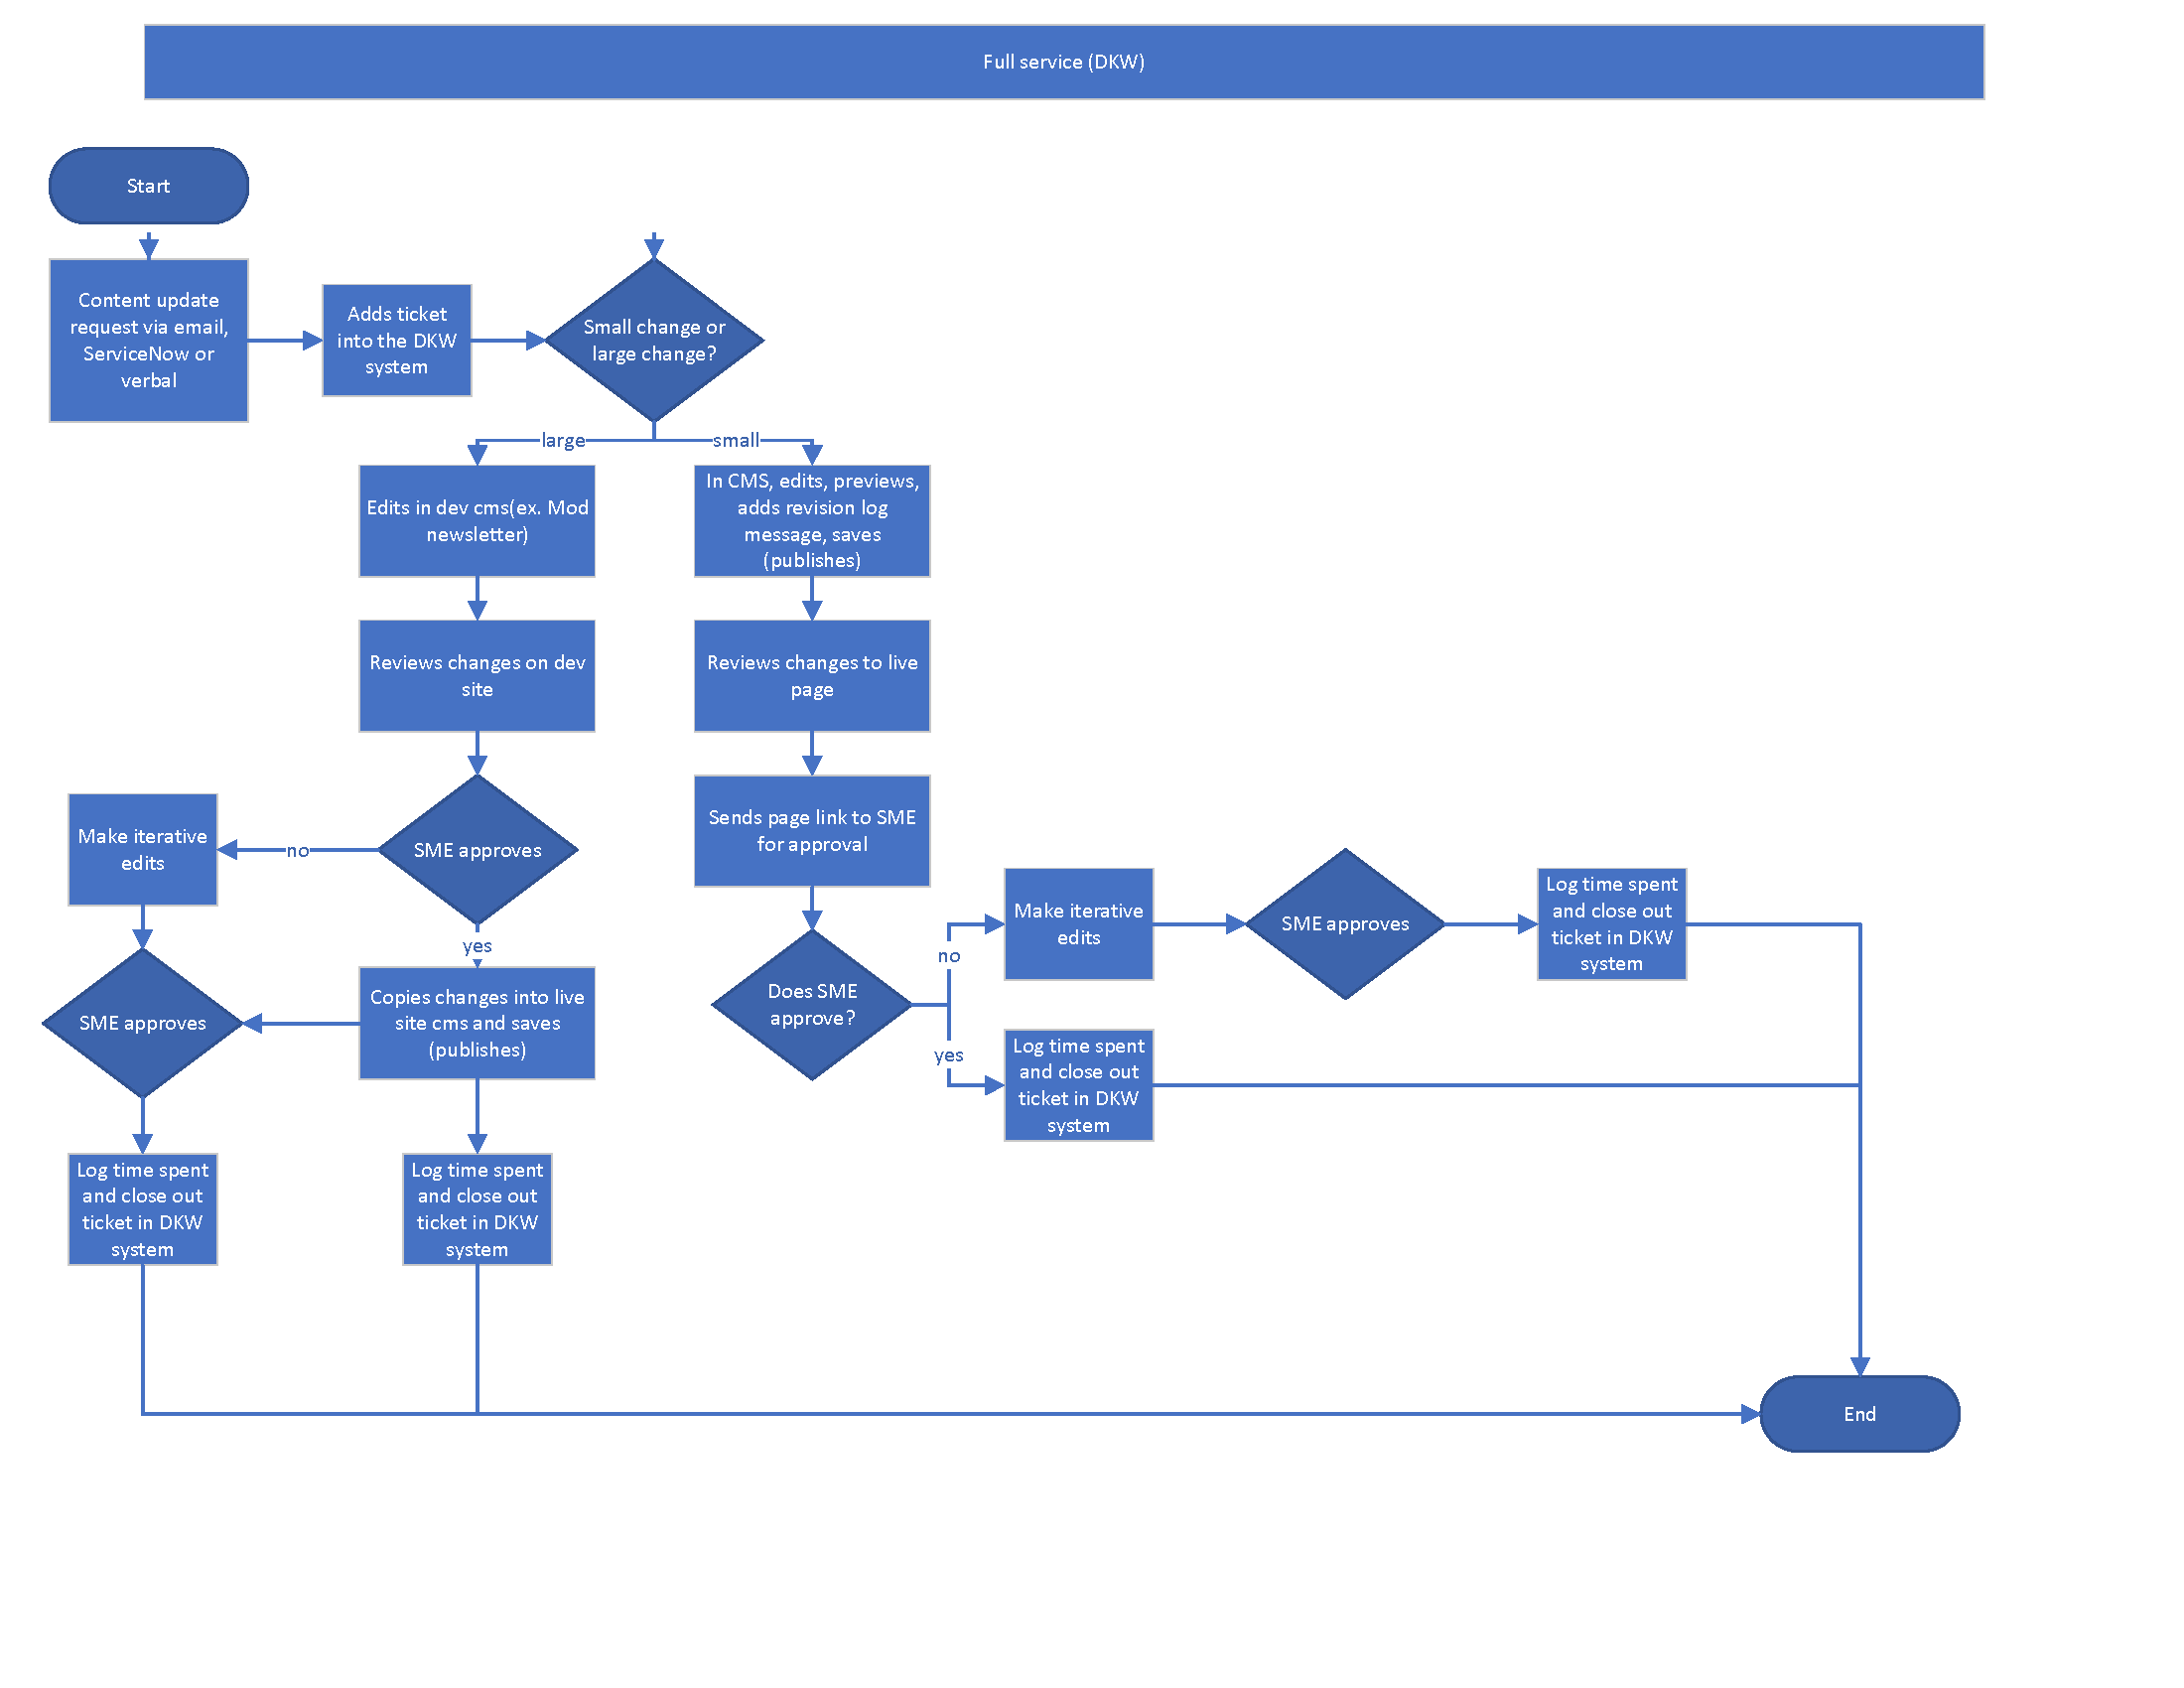 Full service (DKW)
Start
Content update
request via email,
ServiceNow or
verbal
Adds ticket
into the DKW
system
Small change or
large change?
large
small
Edits in dev cms(ex. Mod
newsletter)
In CMS, edits, previews,
adds revision log
message, saves
(publishes)
Reviews changes on dev
site
Reviews changes to live
page
Make iterative
edits
no
SME approves
Sends page link to SME
for approval
yes
SME approves
Copies changes into live
site cms and saves
(publishes)
Does SME
approve?
no
yes
Make iterative
edits
SME approves
Log time spent
and close out
ticket in DKW
system
Log time spent
and close out
ticket in DKW
system
Log time spent
and close out
ticket in DKW
system
Log time spent
and close out
ticket in DKW
system
End